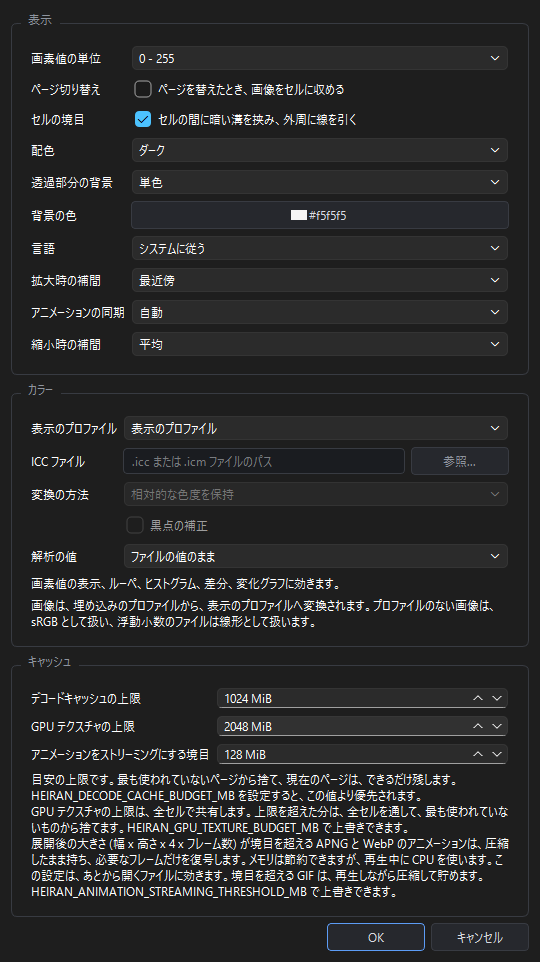 表示
画素値の単位 0 - 255
ページ切り替え ページを替えたとき、画像をセルに収める
セルの境目 セルの間に暗い溝を挟み、外周に線を引く
配色 ダーク
透過部分の背景 単色
背景の色 #f5f5f5
言語 システムに従う
拡大時の補間 最近傍
アニメーションの同期 自動
縮小時の補間 平均
カラー
表示のプロファイル 表示のプロファイル
ICC ファイル .icc または .icm ファイルのパス 参照...
変換の方法 相対的な色度を保持
黒点の補正
解析の値 ファイルの値のまま
画素値の表示、ルーペ、ヒストグラム、差分、変化グラフに効きます。
画像は、埋め込みのプロファイルから、表示のプロファイルへ変換されます。プロファイルのない画像は、
sRGB として扱い、浮動小数のファイルは線形として扱います。
キャッシュ
デコードキャッシュの上限 1024 MiB
GPU テクスチャの上限 2048 MiB
アニメーションをストリーミングにする境目 128 MiB
目安の上限です。最も使われていないページから捨て、現在のページは、できるだけ残します。
HEIRAN_DECODE_CACHE_BUDGET_MB を設定すると、この値より優先されます。
GPU テクスチャの上限は、全セルで共有します。上限を超えた分は、全セルを通して、最も使われていな
いものから捨てます。HEIRAN_GPU_TEXTURE_BUDGET_MB で上書きできます。
展開後の大きさ (幅 x 高さ x 4 x フレーム数) が境目を超える APNG と WebP のアニメーションは、圧縮
したまま持ち、必要なフレームだけを復号します。メモリは節約できますが、再生中に CPU を使います。こ
の設定は、あとから開くファイルに効きます。境目を超える GIF は、再生しながら圧縮して貯めます。
HEIRAN_ANIMATION_STREAMING_THRESHOLD_MB で上書きできます。
OK キャンセル